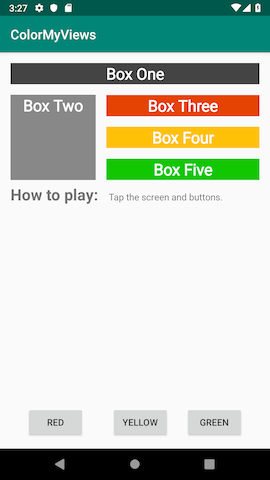 3:27
ColorMyViews
Box One
Box Two
Box Three
Box Four
Box Five
How to play: Tap the screen and buttons.
RED YELLOW GREEN